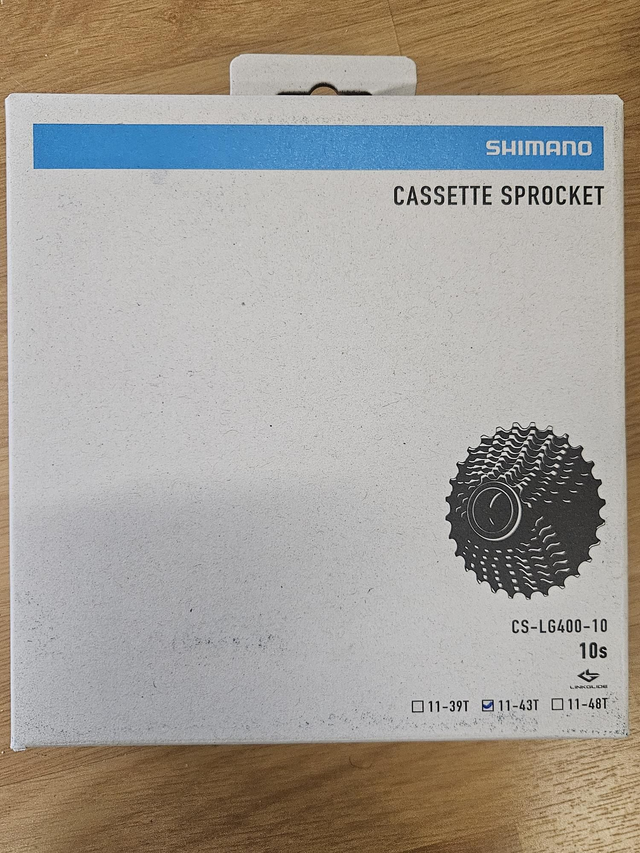 SHIMANO
CASSETTE SPROCKET
CS-LG400-10
10s
LINKGLIDE
11-39T 11-43T 11-48T